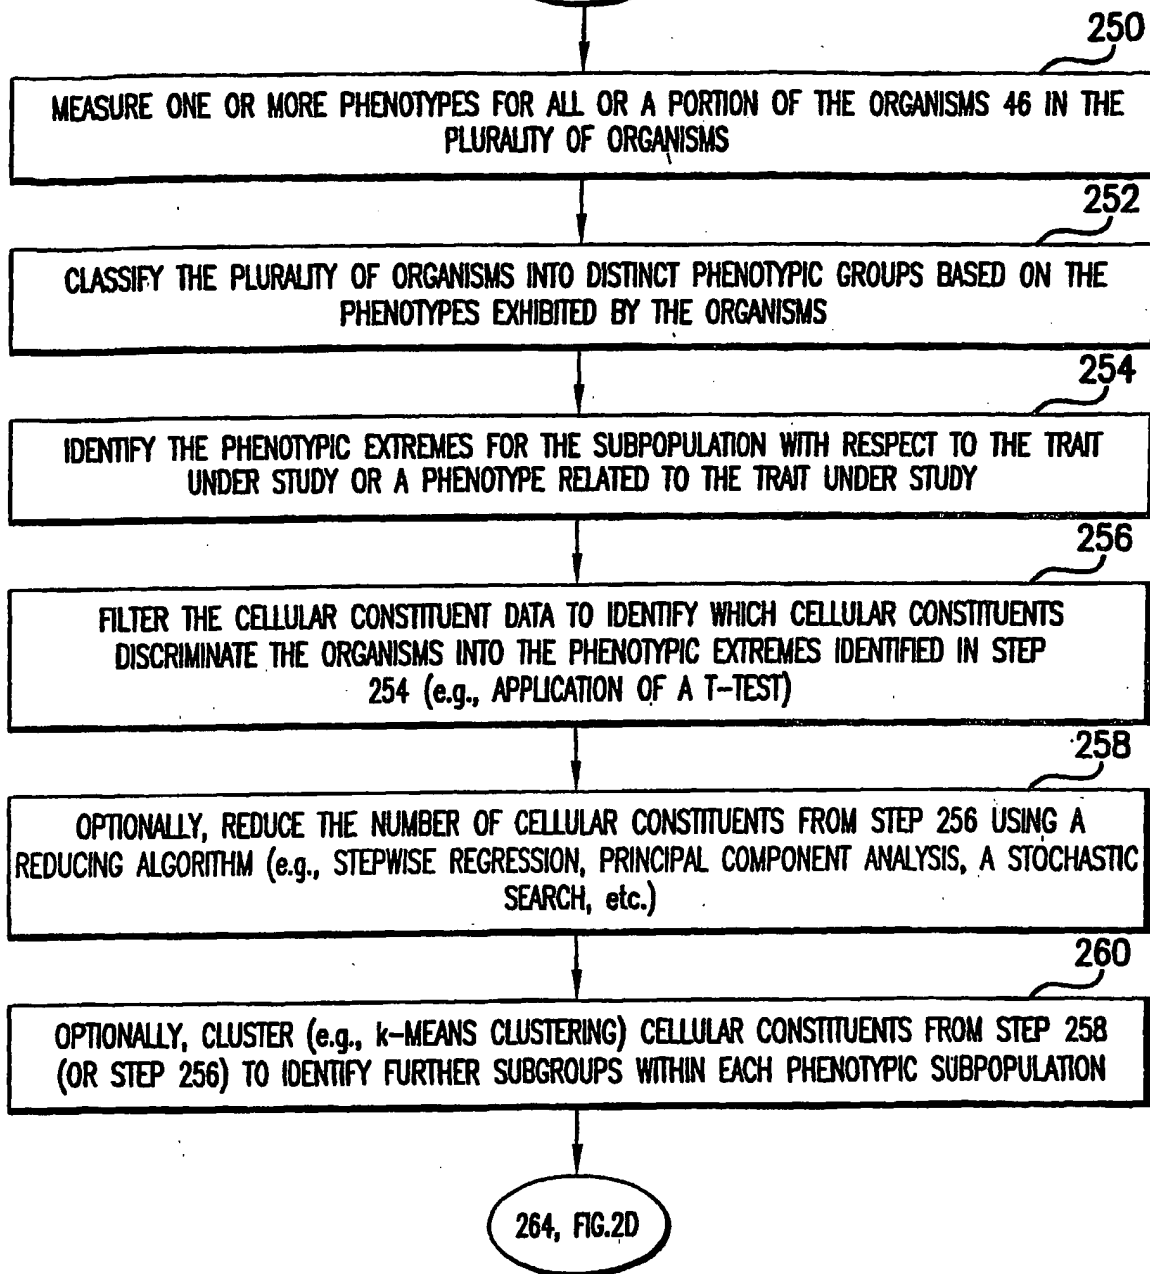 250
MEASURE ONE OR MORE PHENOTYPES FOR ALL OR A PORTION OF THE ORGANISMS 46 IN THE
PLURALITY OF ORGANISMS
252
CLASSIFY THE PLURALITY OF ORGANISMS INTO DISTINCT PHENOTYPIC GROUPS BASED ON THE
PHENOTYPES EXHIBITED BY THE ORGANISMS
254
IDENTIFY THE PHENOTYPIC EXTREMES FOR THE SUBPOPULATION WITH RESPECT TO THE TRAIT
UNDER STUDY OR A PHENOTYPE RELATED TO THE TRAIT UNDER STUDY
256
FILTER THE CELLULAR CONSTITUENT DATA TO IDENTIFY WHICH CELLULAR CONSTITUENTS
DISCRIMINATE THE ORGANISMS INTO THE PHENOTYPIC EXTREMES IDENTIFIED IN STEP
254 (e.g., APPLICATION OF A T-TEST)
258
OPTIONALLY, REDUCE THE NUMBER OF CELLULAR CONSTITUENTS FROM STEP 256 USING A
REDUCING ALGORITHM (e.g., STEPWISE REGRESSION, PRINCIPAL COMPONENT ANALYSIS, A STOCHASTIC
SEARCH, etc.)
260
OPTIONALLY, CLUSTER (e.g., k-MEANS CLUSTERING) CELLULAR CONSTITUENTS FROM STEP 258
(OR STEP 256) TO IDENTIFY FURTHER SUBGROUPS WITHIN EACH PHENOTYPIC SUBPOPULATION
264, FIG.2D